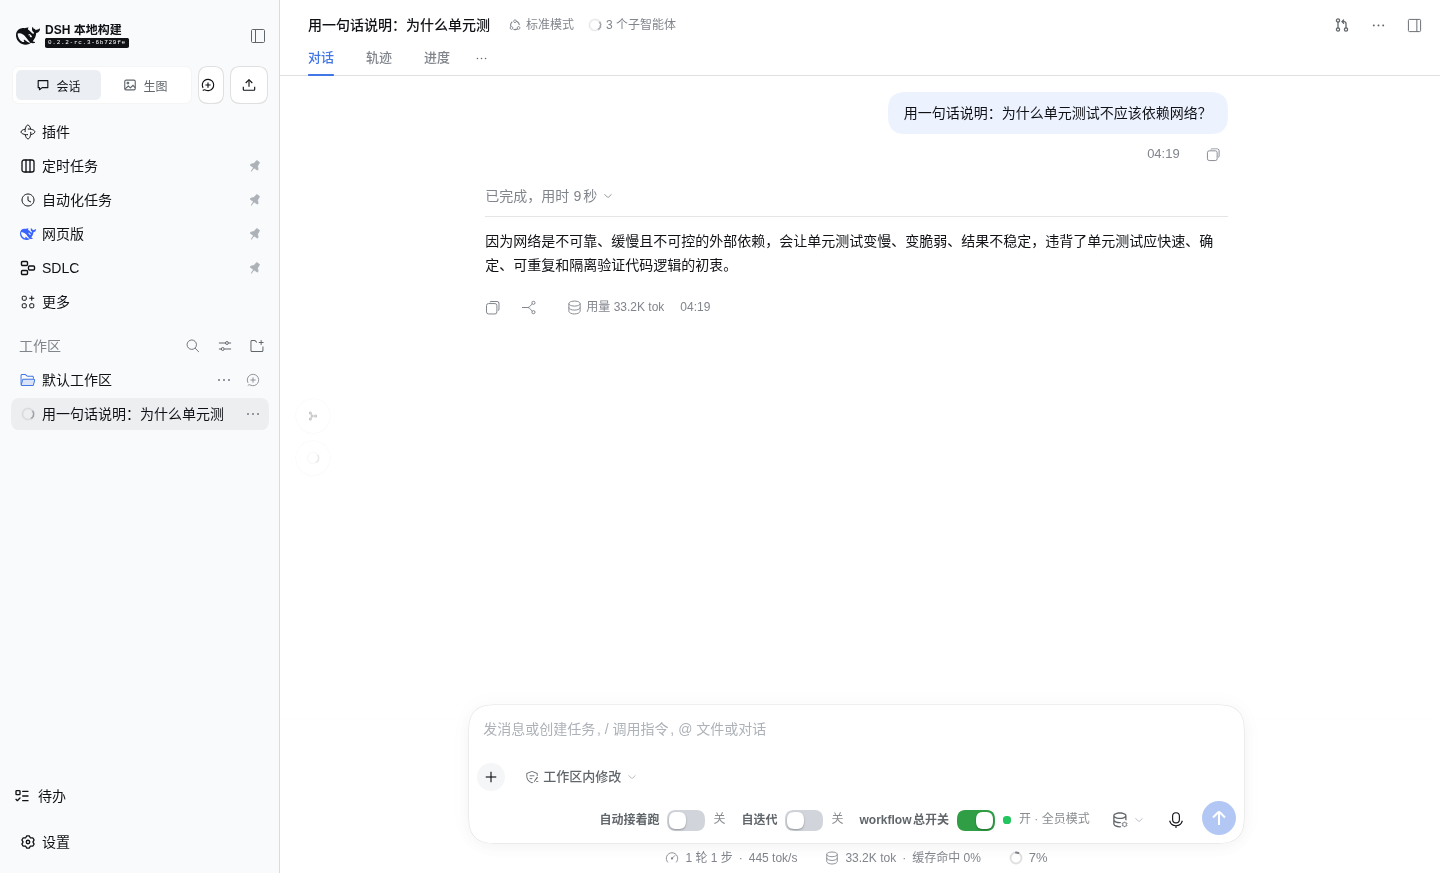 DSH 本地构建
0.2.2-rc.3-6b729fe
会话
生图
插件
定时任务
自动化任务
网页版
SDLC
更多
工作区
默认工作区
用一句话说明：为什么单元测
待办
设置
用一句话说明：为什么单元测
标准模式
3 个子智能体
对话
轨迹
进度
用一句话说明：为什么单元测试不应该依赖网络？
04:19
已完成，用时 9秒
因为网络是不可靠、缓慢且不可控的外部依赖，会让单元测试变慢、变脆弱、结果不稳定，违背了单元测试应快速、确
定、可重复和隔离验证代码逻辑的初衷。
用量 33.2K tok
04:19
发消息或创建任务, / 调用指令, @ 文件或对话
工作区内修改
自动接着跑
关
自迭代
关
workflow总开关
开 · 全员模式
1 轮 1 步 · 445 tok/s
33.2K tok · 缓存命中 0%
7%